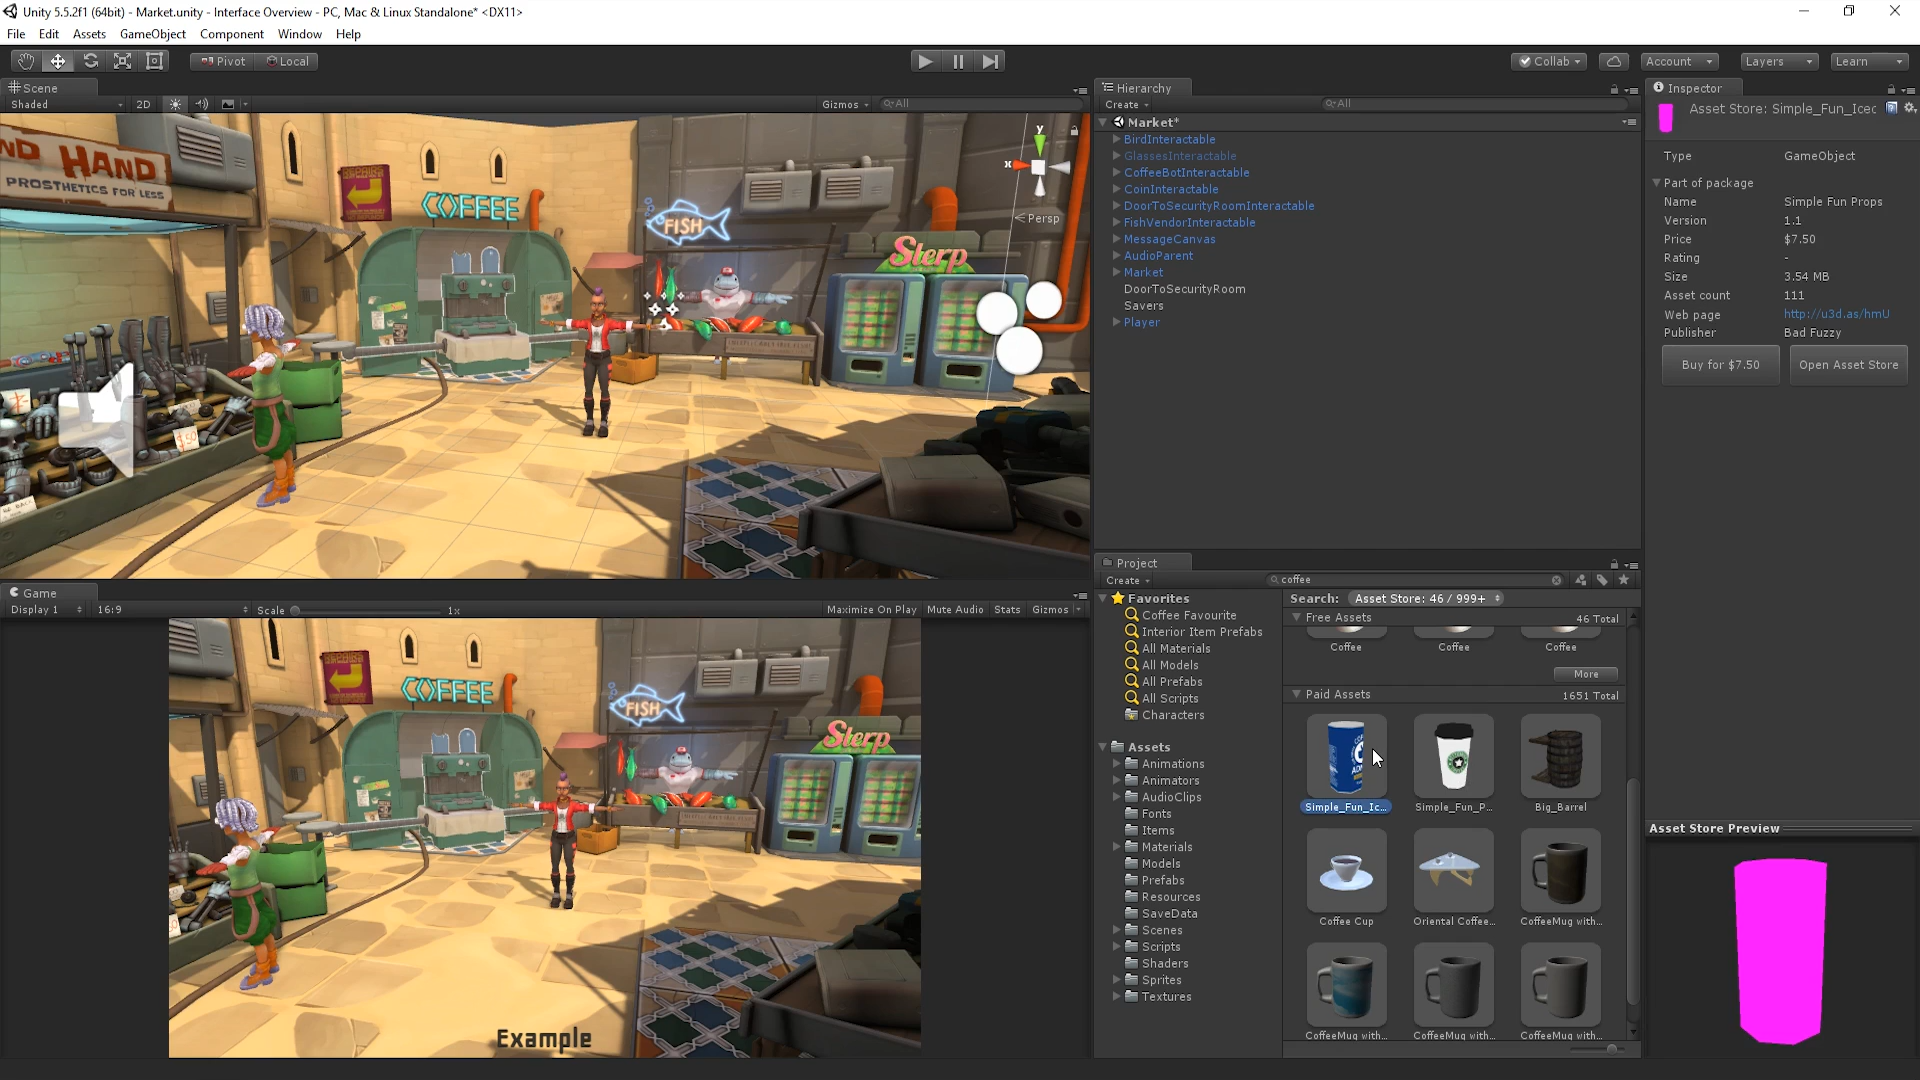 Unity 5.5.2f1 (64bit) - Market.unity - Interface Overview - PC, Mac & Linux Standalone* <DX11>
File Edit Assets GameObject Component Window Help
Pivot Local
Collab Account Layers Learn
Scene
Shaded 2D Gizmos All
ND HAND
PROSTHETICS FOR LESS
REPAIRS
COFFEE
FISH
Slerp
$50
y
x
Persp
Hierarchy
Create All
Market*
BirdInteractable
GlassesInteractable
CoffeeBotInteractable
CoinInteractable
DoorToSecurityRoomInteractable
FishVendorInteractable
MessageCanvas
AudioParent
Market
DoorToSecurityRoom
Savers
Player
Inspector
Asset Store: Simple_Fun_Icec
Type GameObject
Part of package
Name Simple Fun Props
Version 1.1
Price $7.50
Rating -
Size 3.54 MB
Asset count 111
Web page http://u3d.as/hmU
Publisher Bad Fuzzy
Buy for $7.50 Open Asset Store
Game
Display 1 16:9 Scale 1x Maximize On Play Mute Audio Stats Gizmos
REPAIRS
COFFEE
FISH
Slerp
Example
Project
Create coffee
Favorites
Coffee Favourite
Interior Item Prefabs
All Materials
All Models
All Prefabs
All Scripts
Characters
Assets
Animations
Animators
AudioClips
Fonts
Items
Materials
Models
Prefabs
Resources
SaveData
Scenes
Scripts
Shaders
Sprites
Textures
Search: Asset Store: 46 / 999+
Free Assets 46 Total
Coffee Coffee Coffee
More
Paid Assets 1651 Total
Simple_Fun_Ic... Simple_Fun_P... Big_Barrel
Coffee Cup Oriental Coffee... CoffeeMug with...
CoffeeMug with... CoffeeMug with... CoffeeMug with...
Asset Store Preview